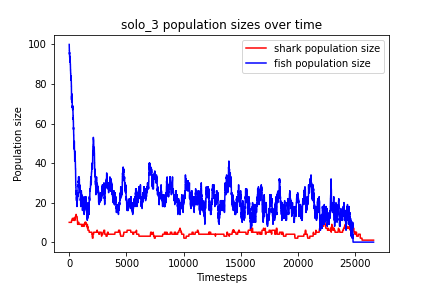 solo_3 population sizes over time
shark population size
fish population size
Population size
100
80
60
40
20
0
0
5000
10000
15000
20000
25000
Timesteps